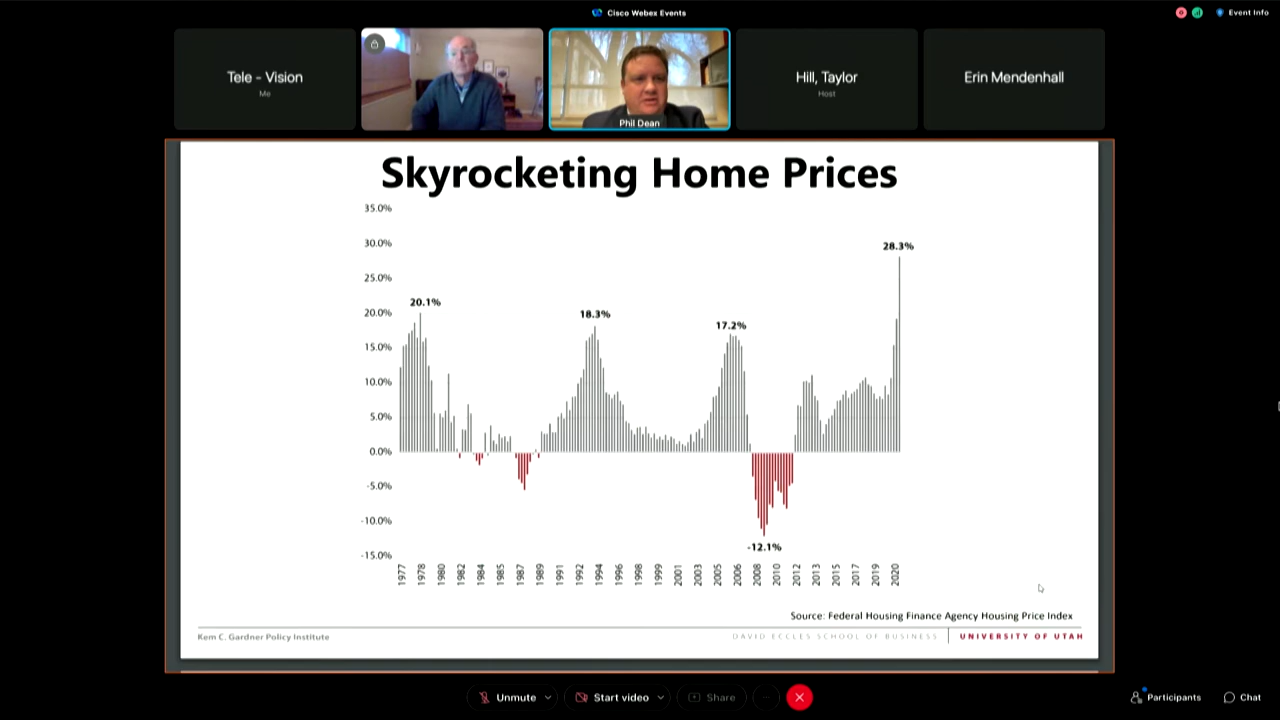 Cisco Webex Events
Event Info
Tele - Vision
Me
Phil Dean
Hill, Taylor
Host
Erin Mendenhall
Skyrocketing Home Prices
35.0%
30.0%
25.0%
20.0%
15.0%
10.0%
5.0%
0.0%
-5.0%
-10.0%
-15.0%
20.1%
18.3%
17.2%
28.3%
-12.1%
1977
1978
1980
1982
1984
1985
1987
1989
1991
1992
1994
1996
1998
1999
2001
2003
2005
2006
2008
2010
2012
2013
2015
2017
2019
2020
Source: Federal Housing Finance Agency Housing Price Index
Kem C. Gardner Policy Institute
DAVID ECCLES SCHOOL OF BUSINESS
UNIVERSITY OF UTAH
Unmute
Start video
Share
Participants
Chat